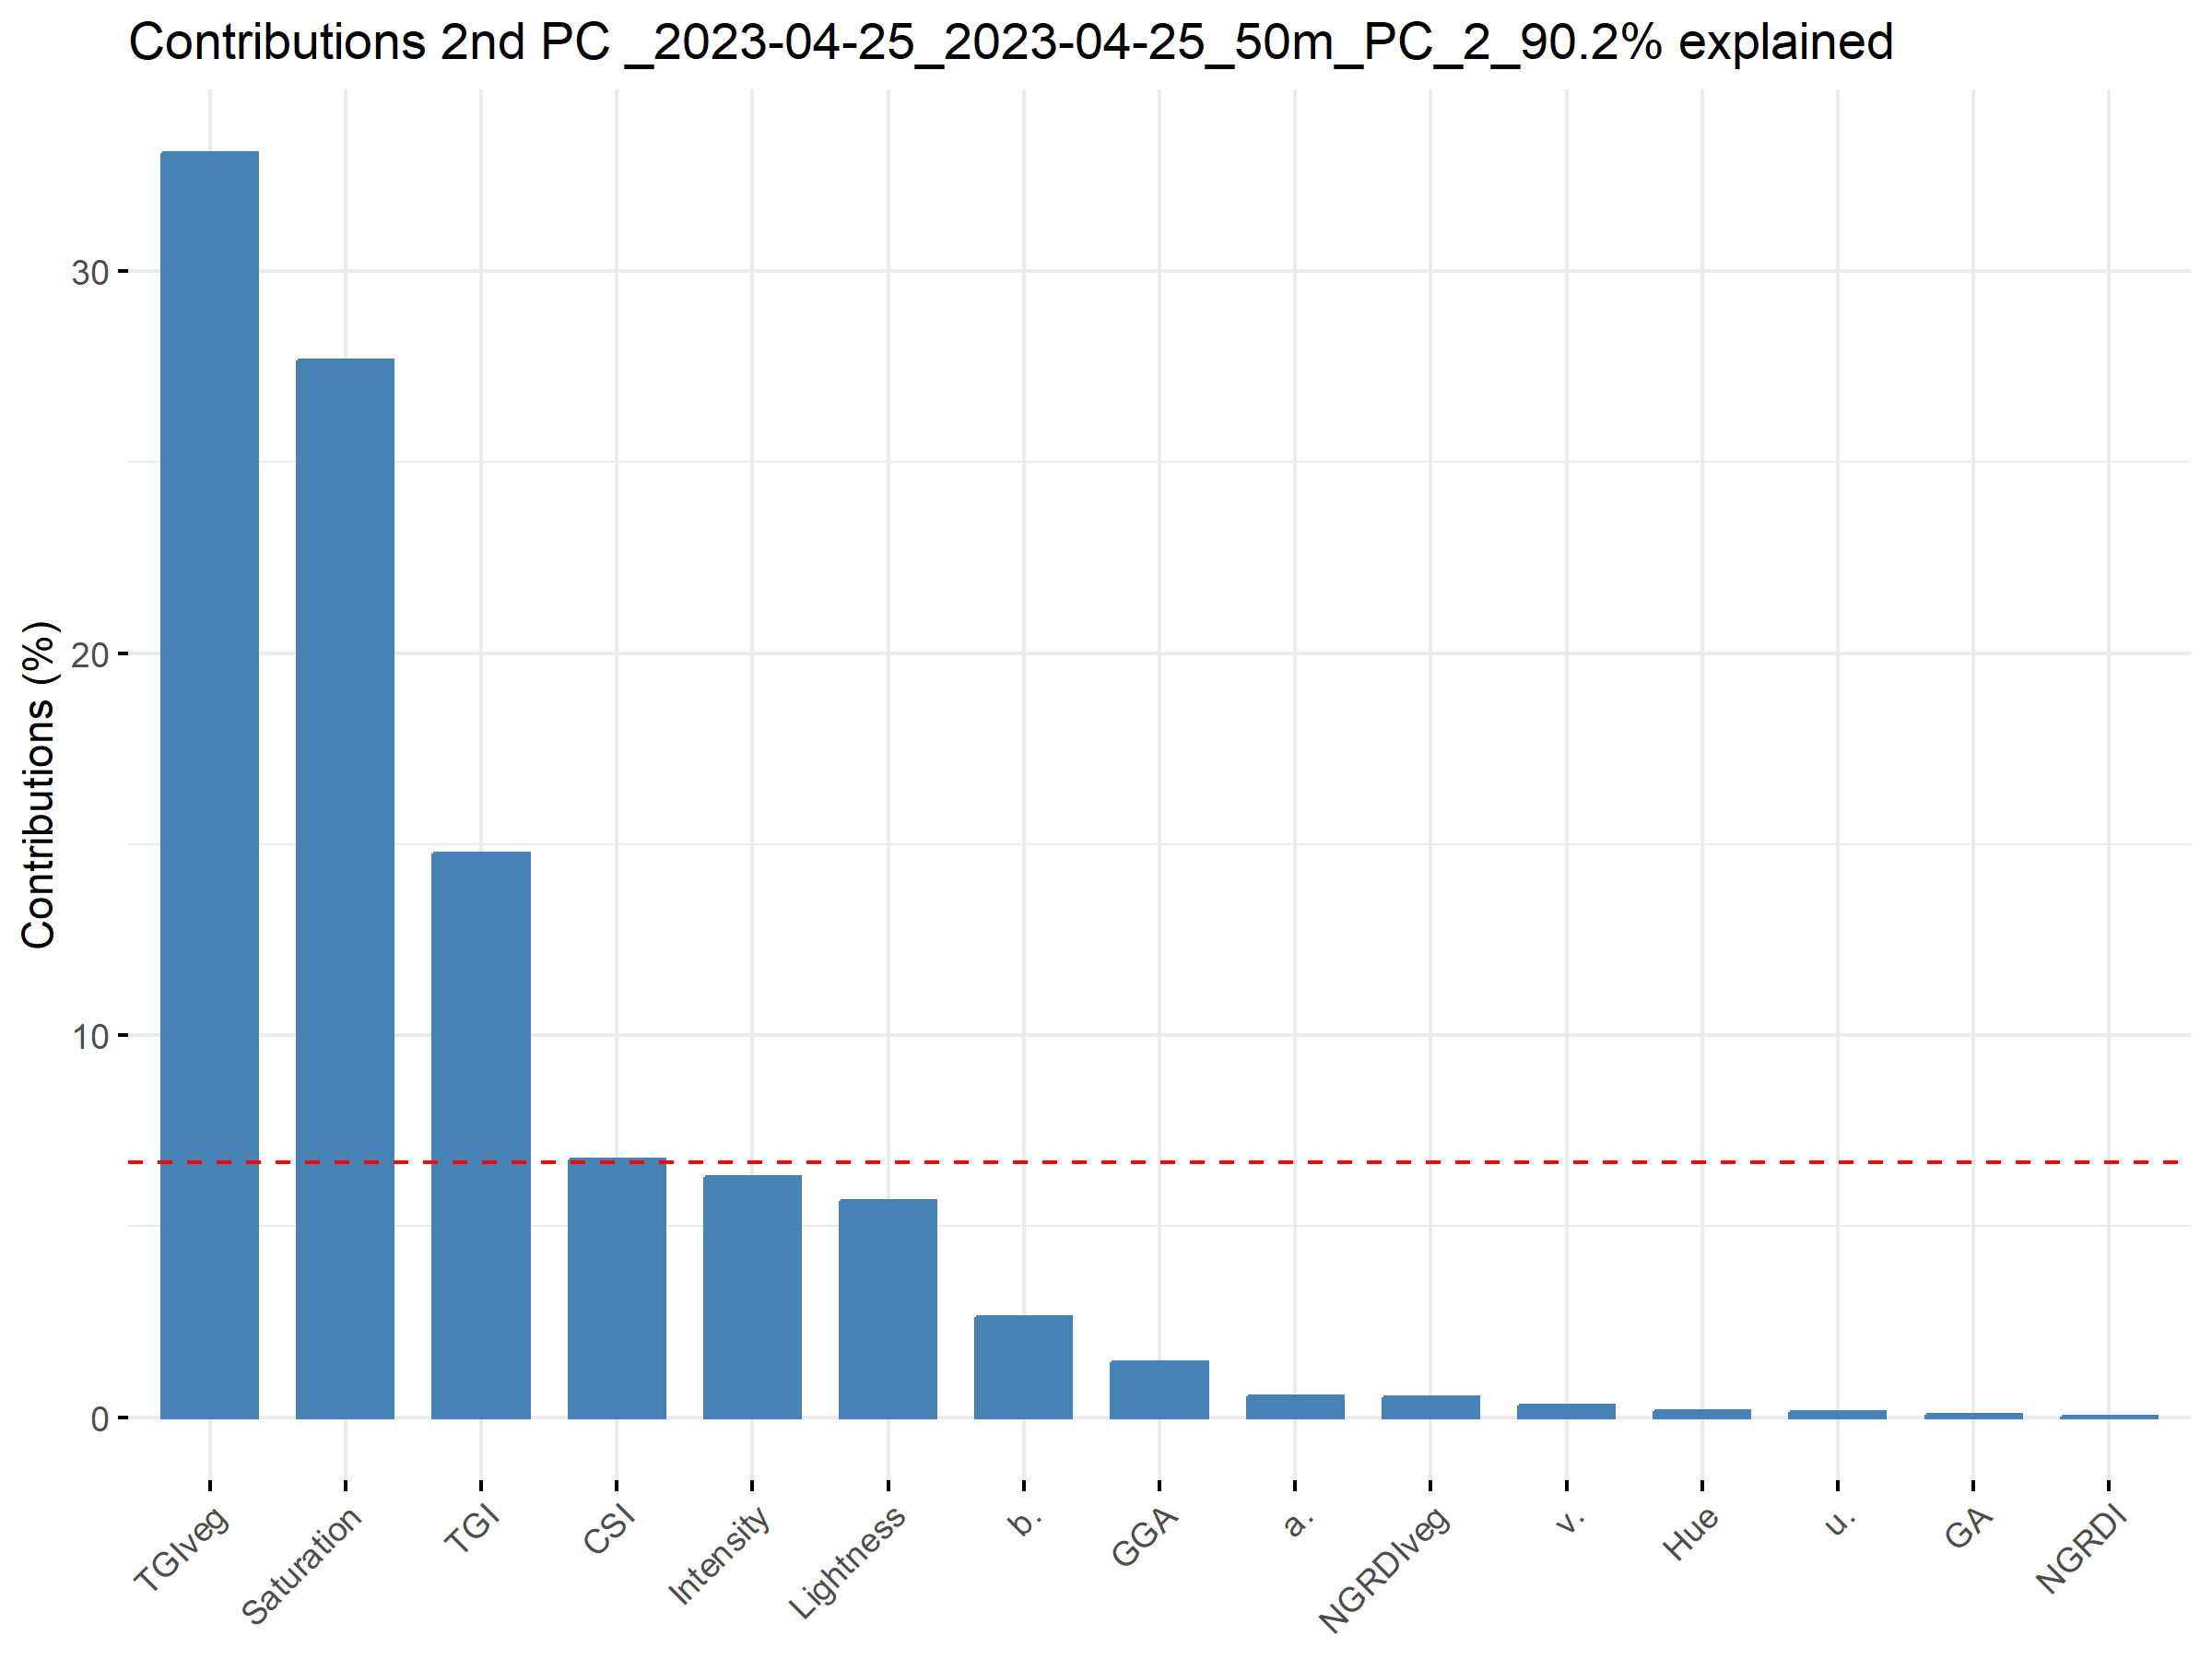 Contributions 2nd PC _2023-04-25_2023-04-25_50m_PC_2_90.2% explained
Contributions (%)
30
20
10
0
TGIveg
Saturation
TGI
CSI
Intensity
Lightness
b.
GGA
a.
NGRDIveg
v.
Hue
u.
GA
NGRDI